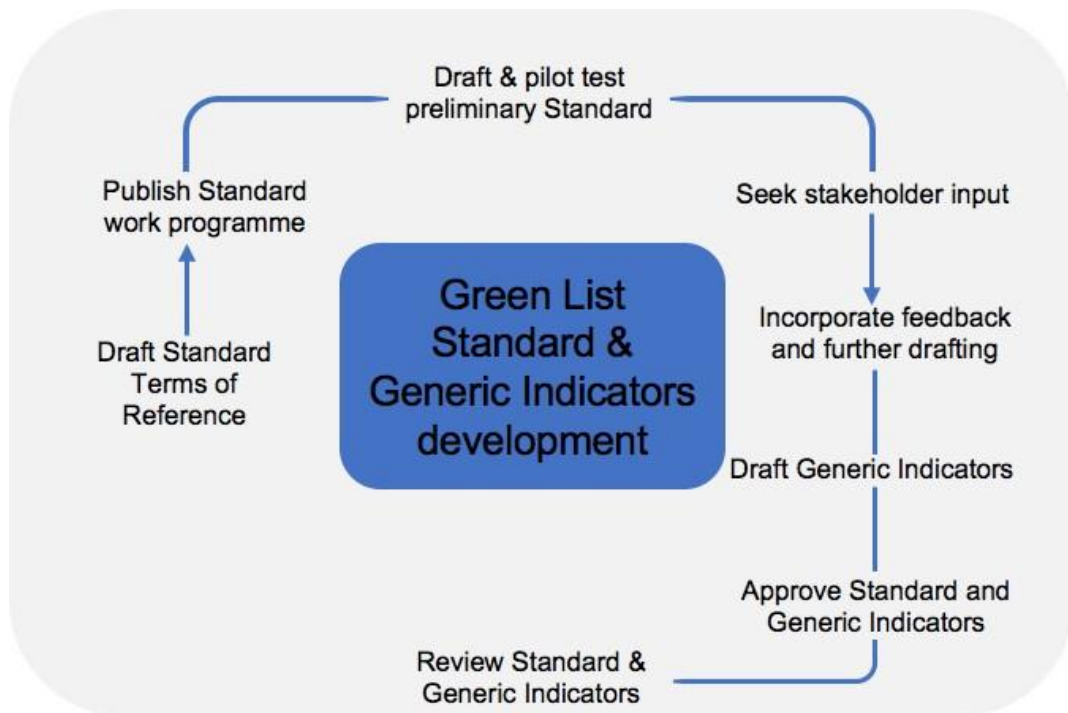 Draft & pilot test
preliminary Standard
Publish Standard
work programme
Seek stakeholder input
Green List
Standard &
Generic Indicators
development
Incorporate feedback
and further drafting
Draft Standard
Terms of
Reference
Draft Generic Indicators
Approve Standard and
Generic Indicators
Review Standard &
Generic Indicators